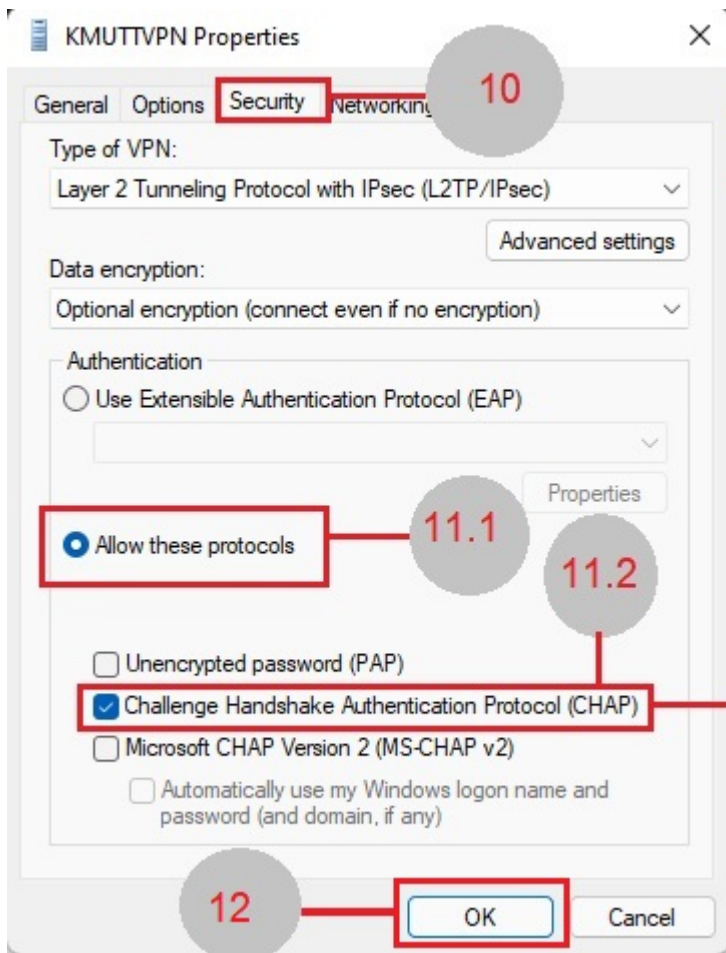 KMUTTVPN Properties
General Options Security Networking
10
Type of VPN:
Layer 2 Tunneling Protocol with IPsec (L2TP/IPsec)
Advanced settings
Data encryption:
Optional encryption (connect even if no encryption)
Authentication
Use Extensible Authentication Protocol (EAP)
Properties
Allow these protocols
11.1
11.2
Unencrypted password (PAP)
Challenge Handshake Authentication Protocol (CHAP)
Microsoft CHAP Version 2 (MS-CHAP v2)
Automatically use my Windows logon name and
password (and domain, if any)
12
OK Cancel